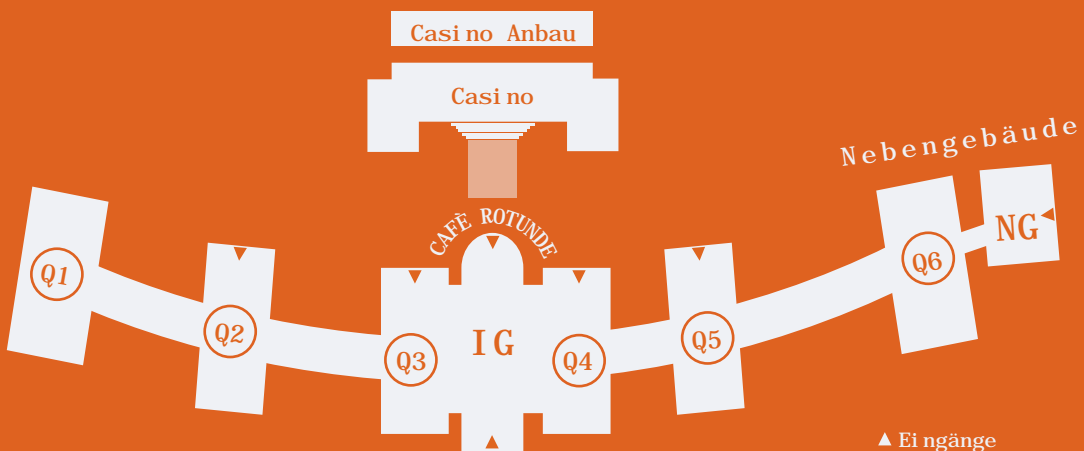 Casino Anbau
Casino
Nebengebäude
CAFÈ ROTUNDE
NG
Q1
Q2
Q3
IG
Q4
Q5
Q6
Eingänge